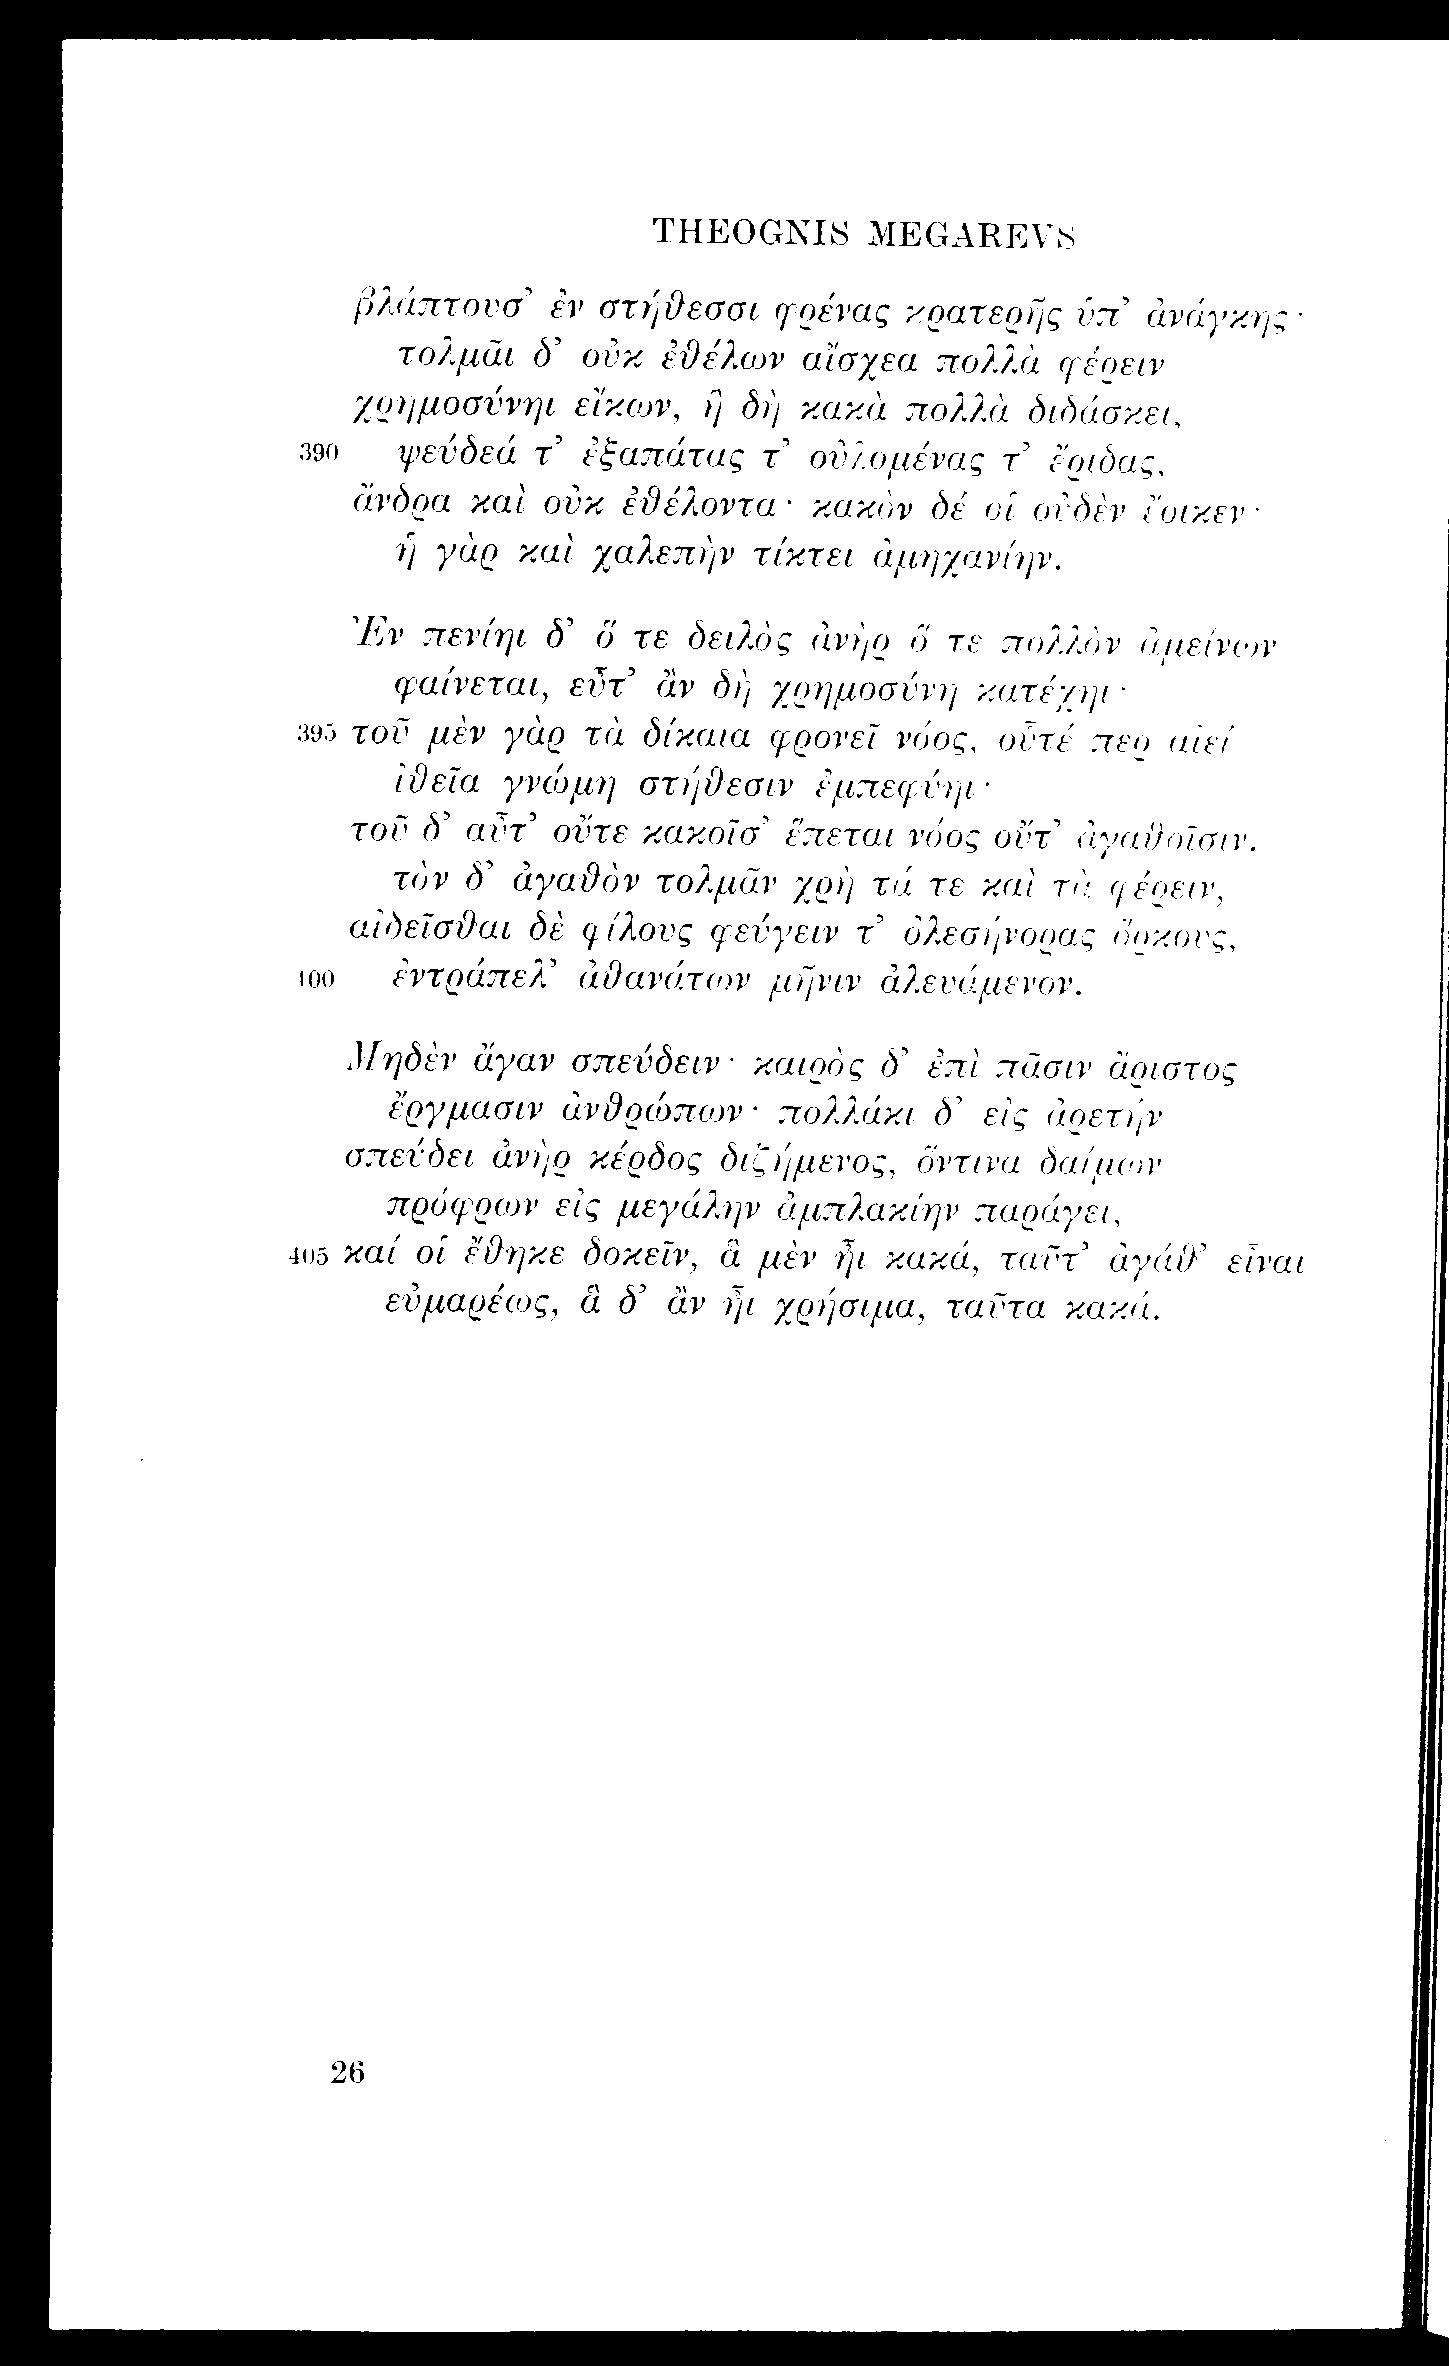 THEOGNIS MEGAREVS
βλάπτουσ’ ἐν στήθεσσι φρένας κρατερῆς ὑπ’ ἀνάγκης·
τολμᾶι δ’ οὐκ ἐθέλων αἴσχεα πολλὰ φέρειν
χρημοσύνηι εἴκων, ἣ δὴ κακὰ πολλὰ διδάσκει,
390 ψεύδεά τ’ ἐξαπάτας τ’ οὐλομένας τ’ ἔριδας,
ἄνδρα καὶ οὐκ ἐθέλοντα· κακὸν δέ οἱ οὐδὲν ἔοικεν·
ἣ γὰρ καὶ χαλεπὴν τίκτει ἀμηχανίην.
Ἐν πενίηι δ’ ὅ τε δειλὸς ἀνὴρ ὅ τε πολλὸν ἀμείνων
φαίνεται, εὖτ’ ἂν δὴ χρημοσύνη κατέχηι·
395 τοῦ μὲν γὰρ τὰ δίκαια φρονεῖ νόος, οὗτέ περ αἰεί
ἰθεῖα γνώμη στήθεσιν ἐμπεφύηι·
τοῦ δ’ αὖτ’ οὔτε κακοῖσ’ ἕπεται νόος οὔτ’ ἀγαθοῖσιν.
τὸν δ’ ἀγαθὸν τολμᾶν χρὴ τά τε καὶ τὰ φέρειν,
αἰδεῖσθαι δὲ φίλους φεύγειν τ’ ὀλεσήνορας ὅρκους,
400 ἐντράπελ’ ἀθανάτων μῆνιν ἀλευάμενον.
Μηδὲν ἄγαν σπεύδειν· καιρὸς δ’ ἐπὶ πᾶσιν ἄριστος
ἔργμασιν ἀνθρώπων· πολλάκι δ’ εἰς ἀρετήν
σπεύδει ἀνὴρ κέρδος διζήμενος, ὅντινα δαίμων
πρόφρων εἰς μεγάλην ἀμπλακίην παράγει,
405 καί οἱ ἔθηκε δοκεῖν, ἃ μὲν ἦι κακά, ταῦτ’ ἀγάθ’ εἶναι
εὐμαρέως, ἃ δ’ ἂν ἦι χρήσιμα, ταῦτα κακά.
26